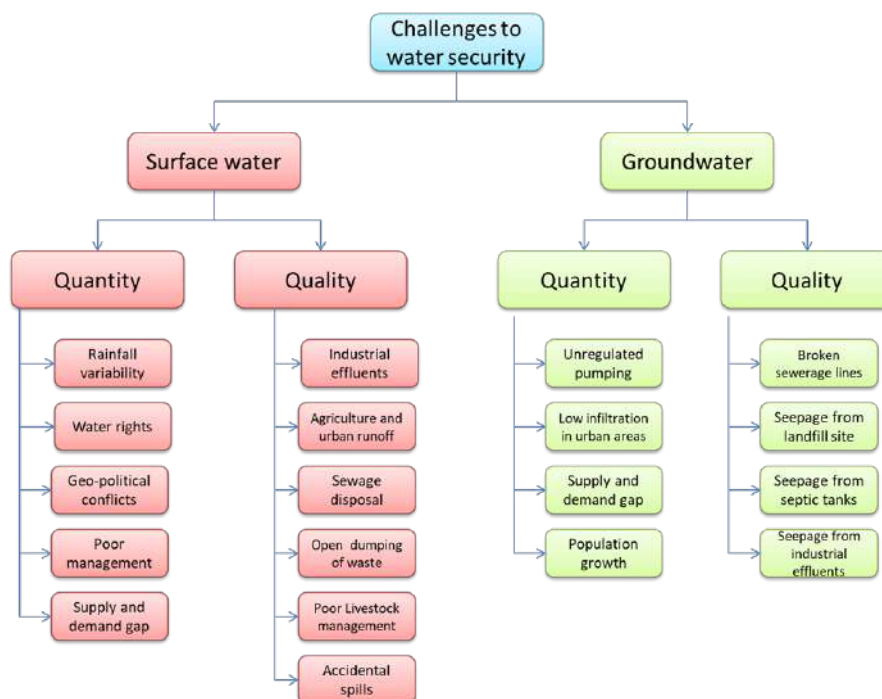 Challenges to
water security
Surface water
Groundwater
Quantity
Quality
Quantity
Quality
Rainfall
variability
Water rights
Geo-political
conflicts
Poor
management
Supply and
demand gap
Industrial
effluents
Agriculture and
urban runoff
Sewage
disposal
Open dumping
of waste
Poor Livestock
management
Accidental
spills
Unregulated
pumping
Low infiltration
in urban areas
Supply and
demand gap
Population
growth
Broken
sewerage lines
Seepage from
landfill site
Seepage from
septic tanks
Seepage from
industrial
effluents